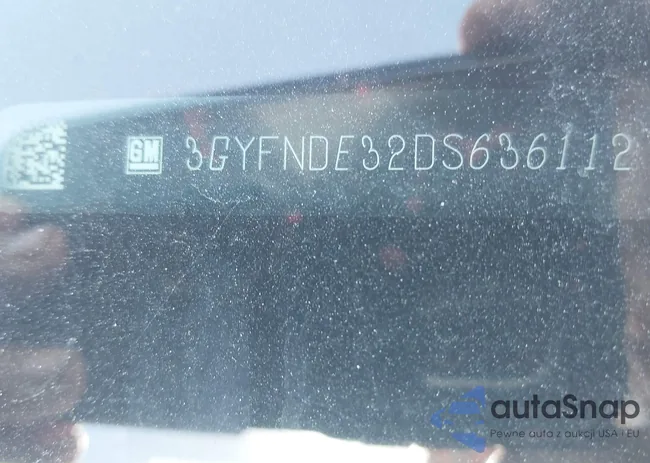 GM 3GYFNDE32DS636112
autaSnap
Pewne auta z aukcji USA i EU